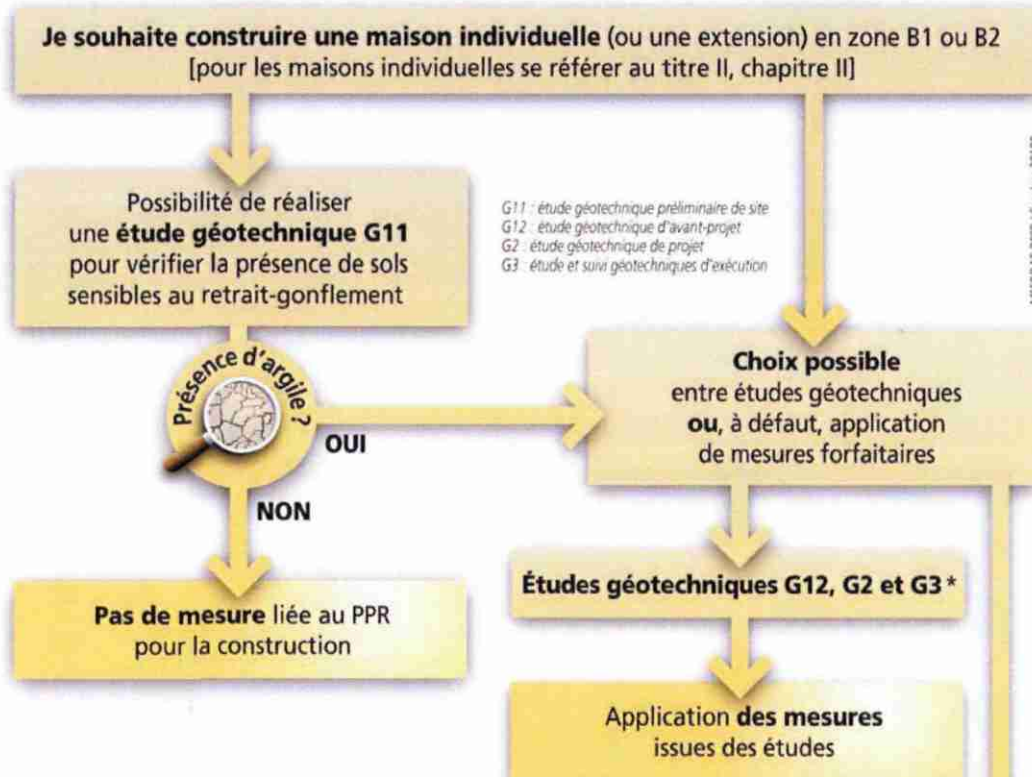 Je souhaite construire une maison individuelle (ou une extension) en zone B1 ou B2
[pour les maisons individuelles se référer au titre II, chapitre II]
Possibilité de réaliser
une étude géotechnique G11
pour vérifier la présence de sols
sensibles au retrait-gonflement
G11 : étude géotechnique préliminaire de site
G12 : étude géotechnique d'avant-projet
G2 : étude géotechnique de projet
G3 : étude et suivi géotechniques d'exécution
Présence d'argile ?
OUI
NON
Choix possible
entre études géotechniques
ou, à défaut, application
de mesures forfaitaires
Études géotechniques G12, G2 et G3 *
Pas de mesure liée au PPR
pour la construction
Application des mesures
issues des études